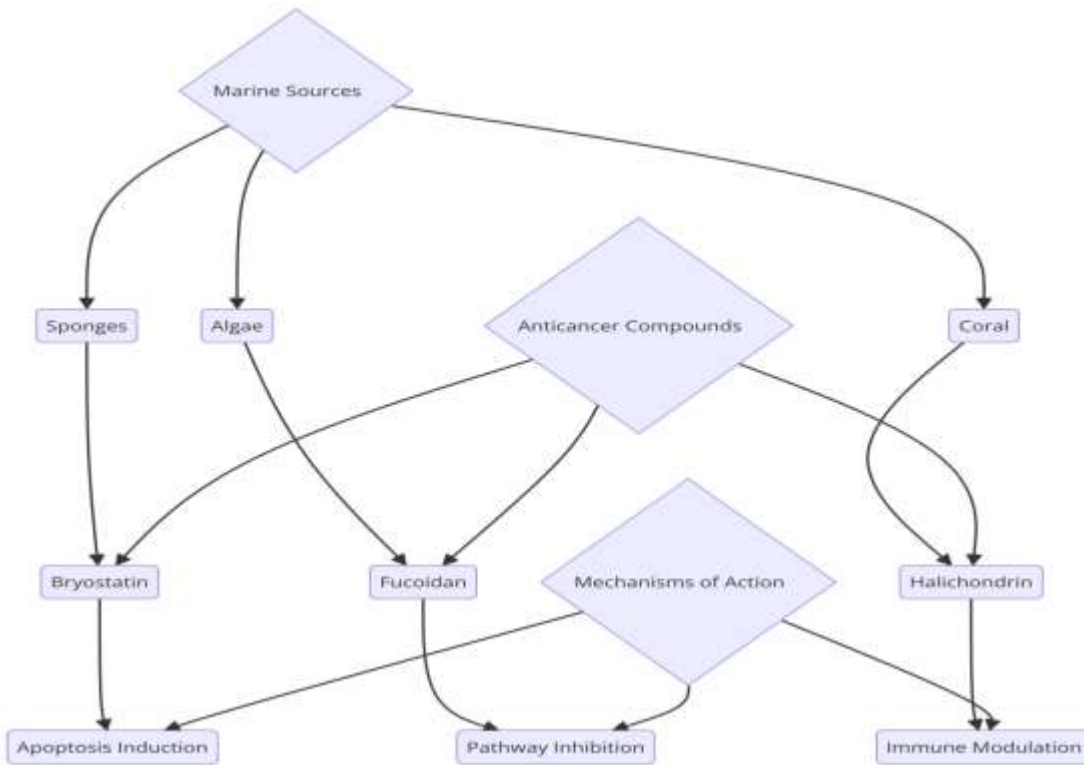 Marine Sources
Sponges
Algae
Anticancer Compounds
Coral
Bryostatin
Fucoidan
Mechanisms of Action
Halichondrin
Apoptosis Induction
Pathway Inhibition
Immune Modulation